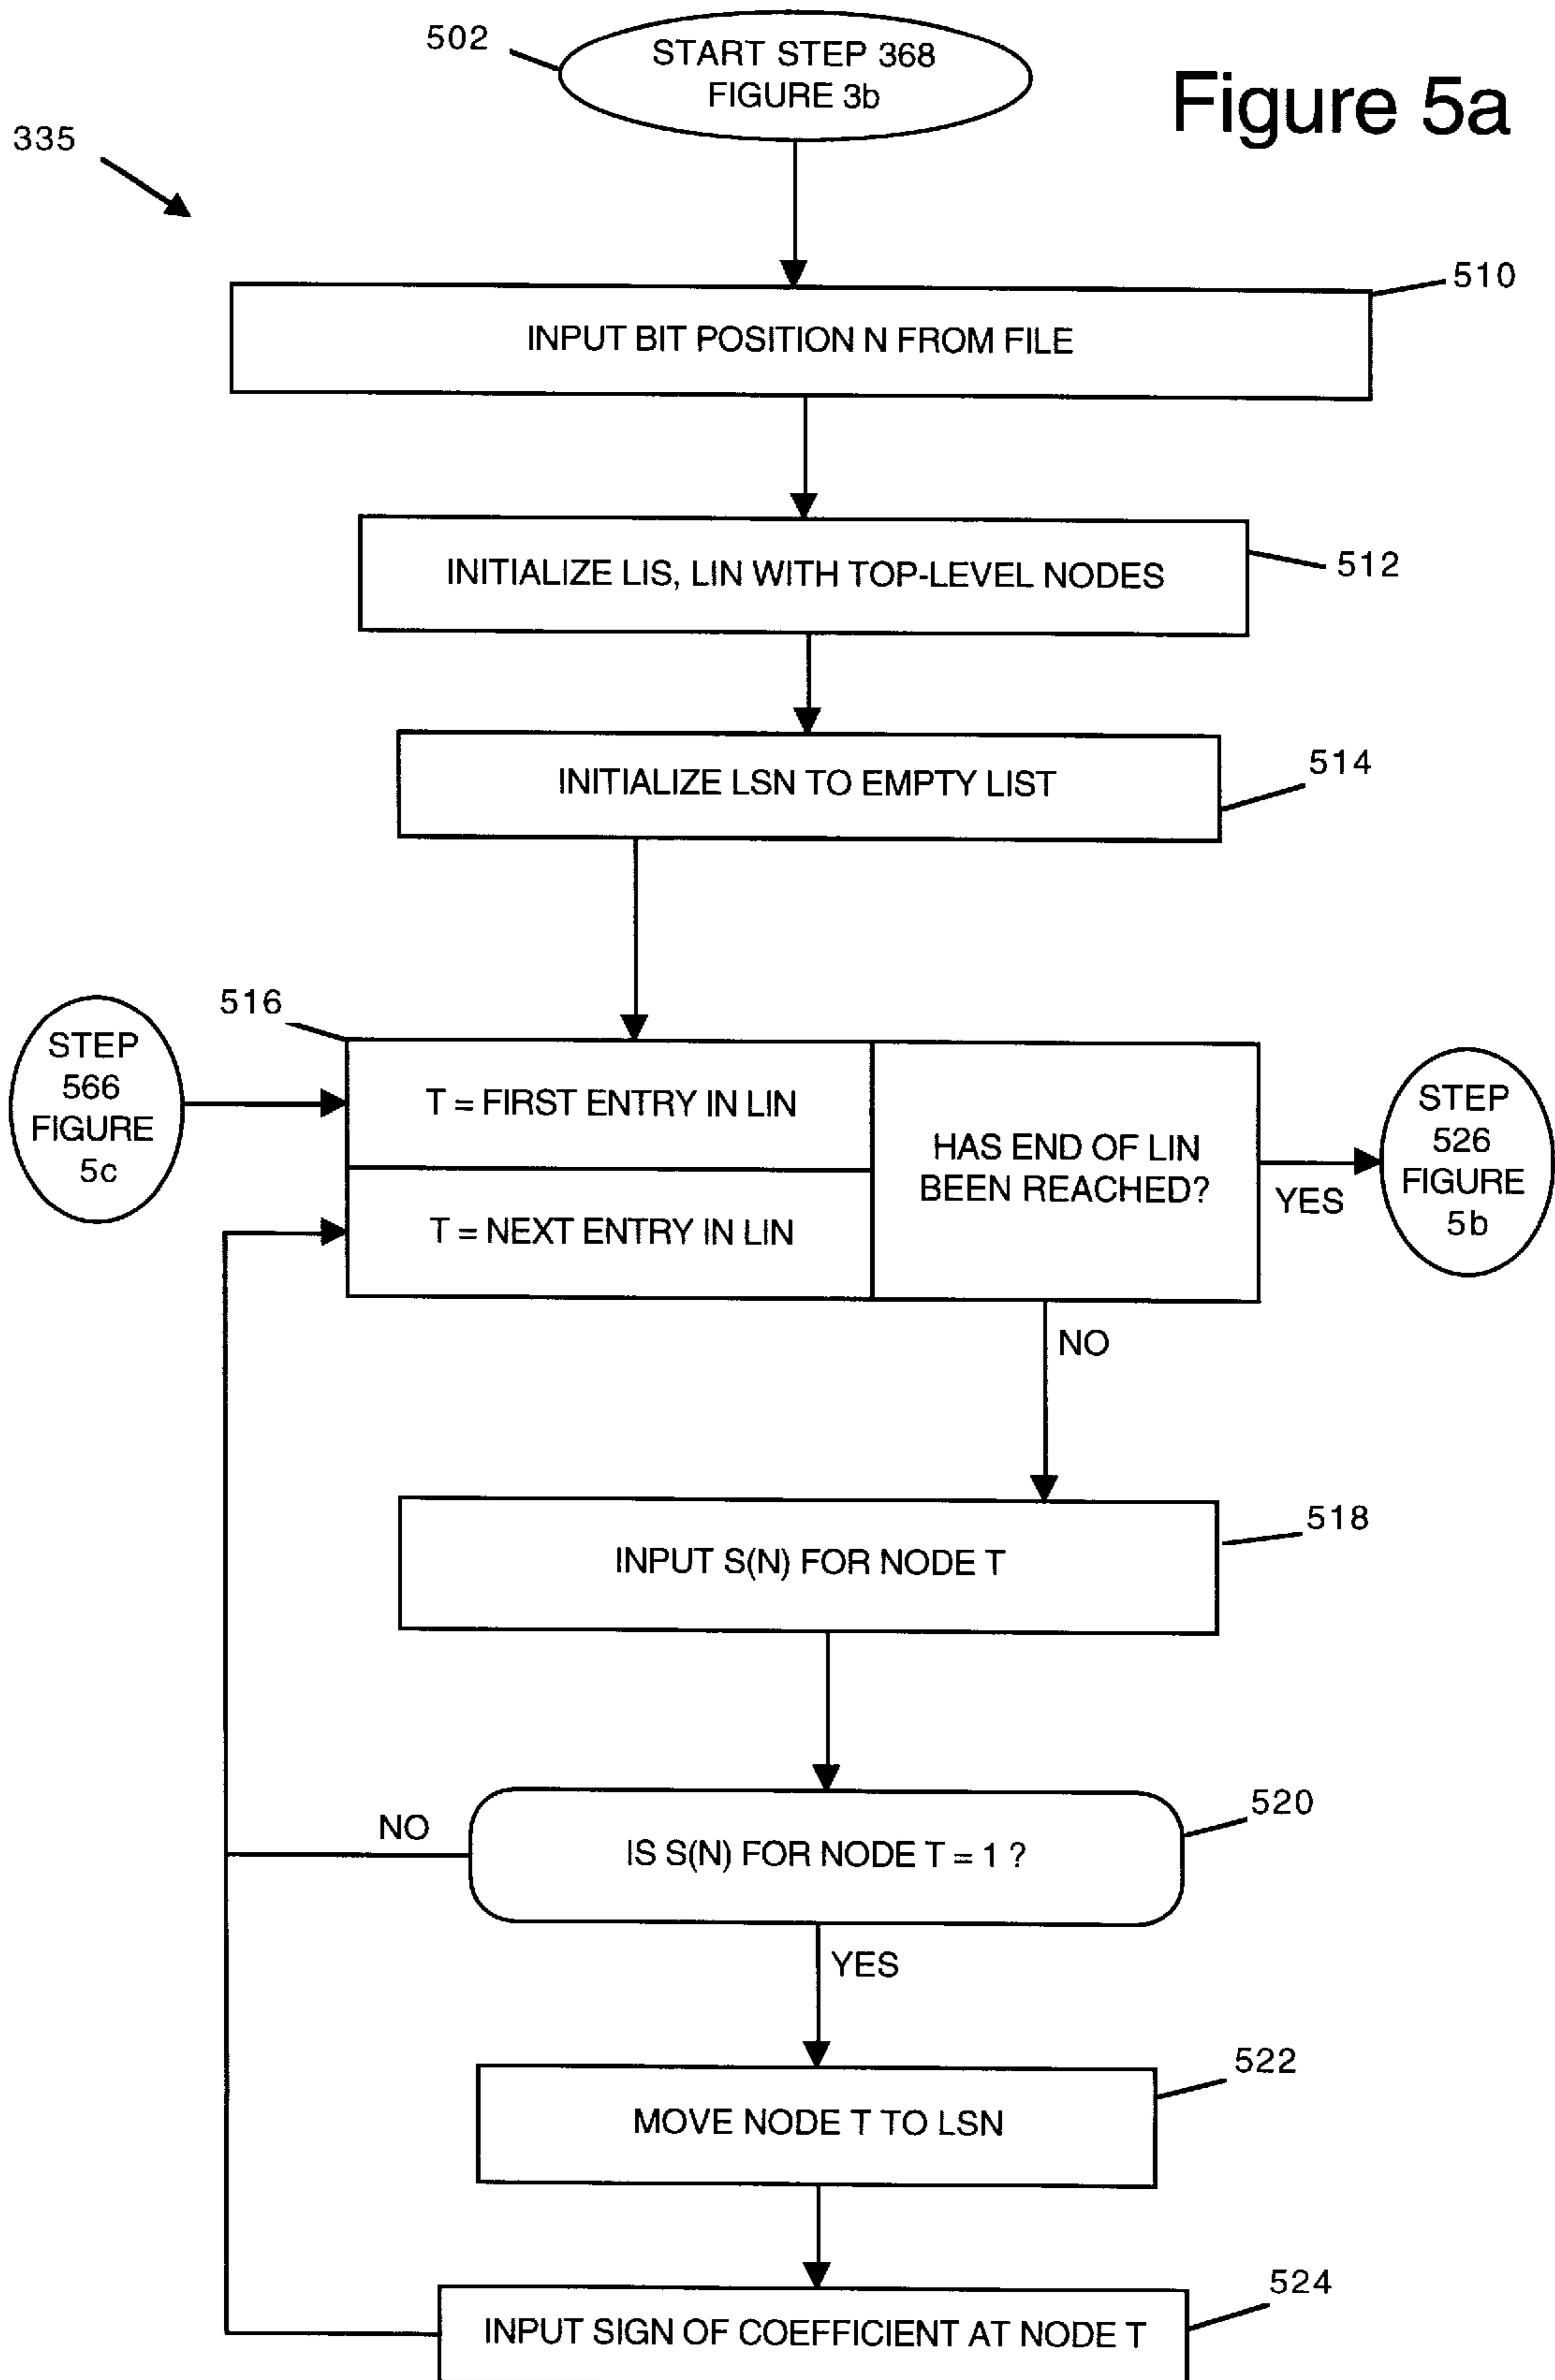 502
START STEP 368
FIGURE 3b
Figure 5a
335
510
INPUT BIT POSITION N FROM FILE
INITIALIZE LIS, LIN WITH TOP-LEVEL NODES
512
INITIALIZE LSN TO EMPTY LIST
514
516
STEP
566
FIGURE
5c
T = FIRST ENTRY IN LIN
T = NEXT ENTRY IN LIN
HAS END OF LIN
BEEN REACHED?
YES
STEP
526
FIGURE
5b
NO
518
INPUT S(N) FOR NODE T
520
NO
IS S(N) FOR NODE T = 1 ?
YES
522
MOVE NODE T TO LSN
524
INPUT SIGN OF COEFFICIENT AT NODE T